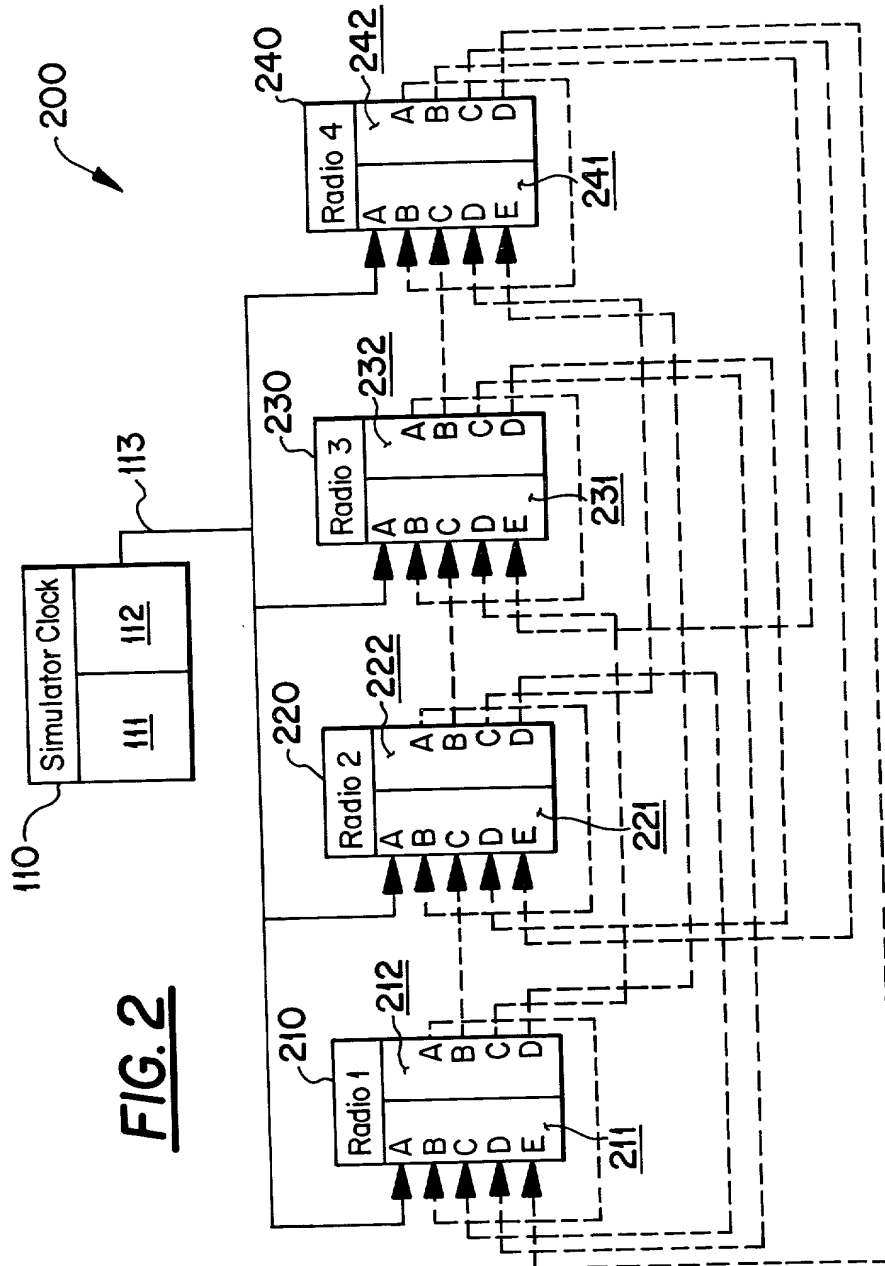 FIG. 2
200
110
Simulator Clock
111 112
113
210
Radio 1
212
A
B
C
D
E
A
B
C
D
211
220
Radio 2
222
A
B
C
D
E
A
B
C
D
221
230
Radio 3
232
A
B
C
D
E
A
B
C
D
231
240
Radio 4
242
A
B
C
D
E
A
B
C
D
241